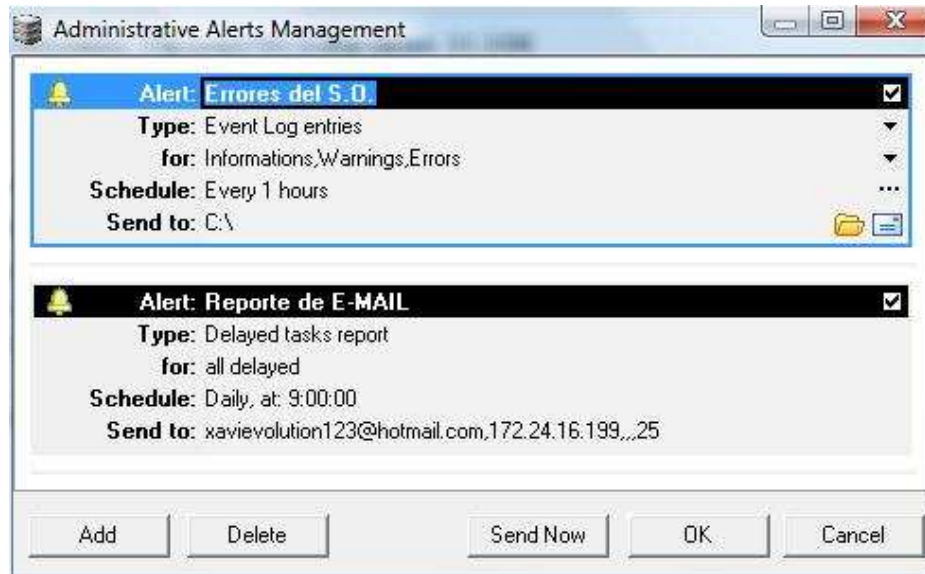 Administrative Alerts Management
Alert: Errores del S.O.
Type: Event Log entries
for: Informations,Warnings,Errors
Schedule: Every 1 hours
Send to: C:\
Alert: Reporte de E-MAIL
Type: Delayed tasks report
for: all delayed
Schedule: Daily, at: 9:00:00
Send to: xavievolution123@hotmail.com,172.24.16.199,,,25
Add Delete Send Now OK Cancel